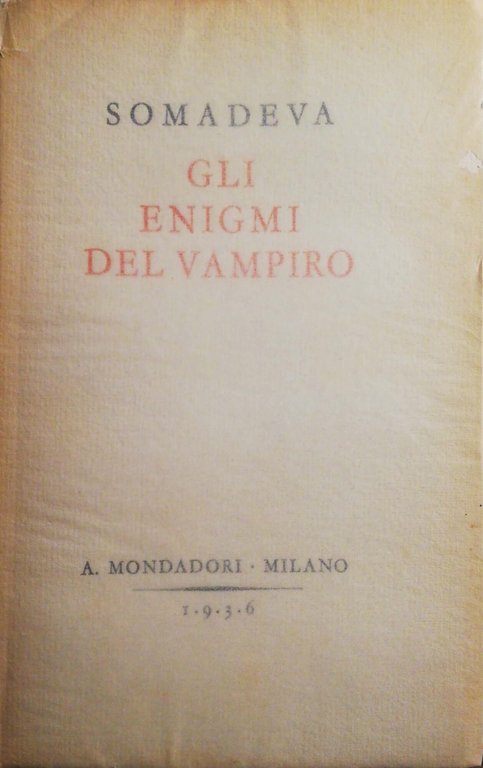 SOMADEVA
GLI
ENIGMI
DEL VAMPIRO
A. MONDADORI · MILANO
1·9·3·6